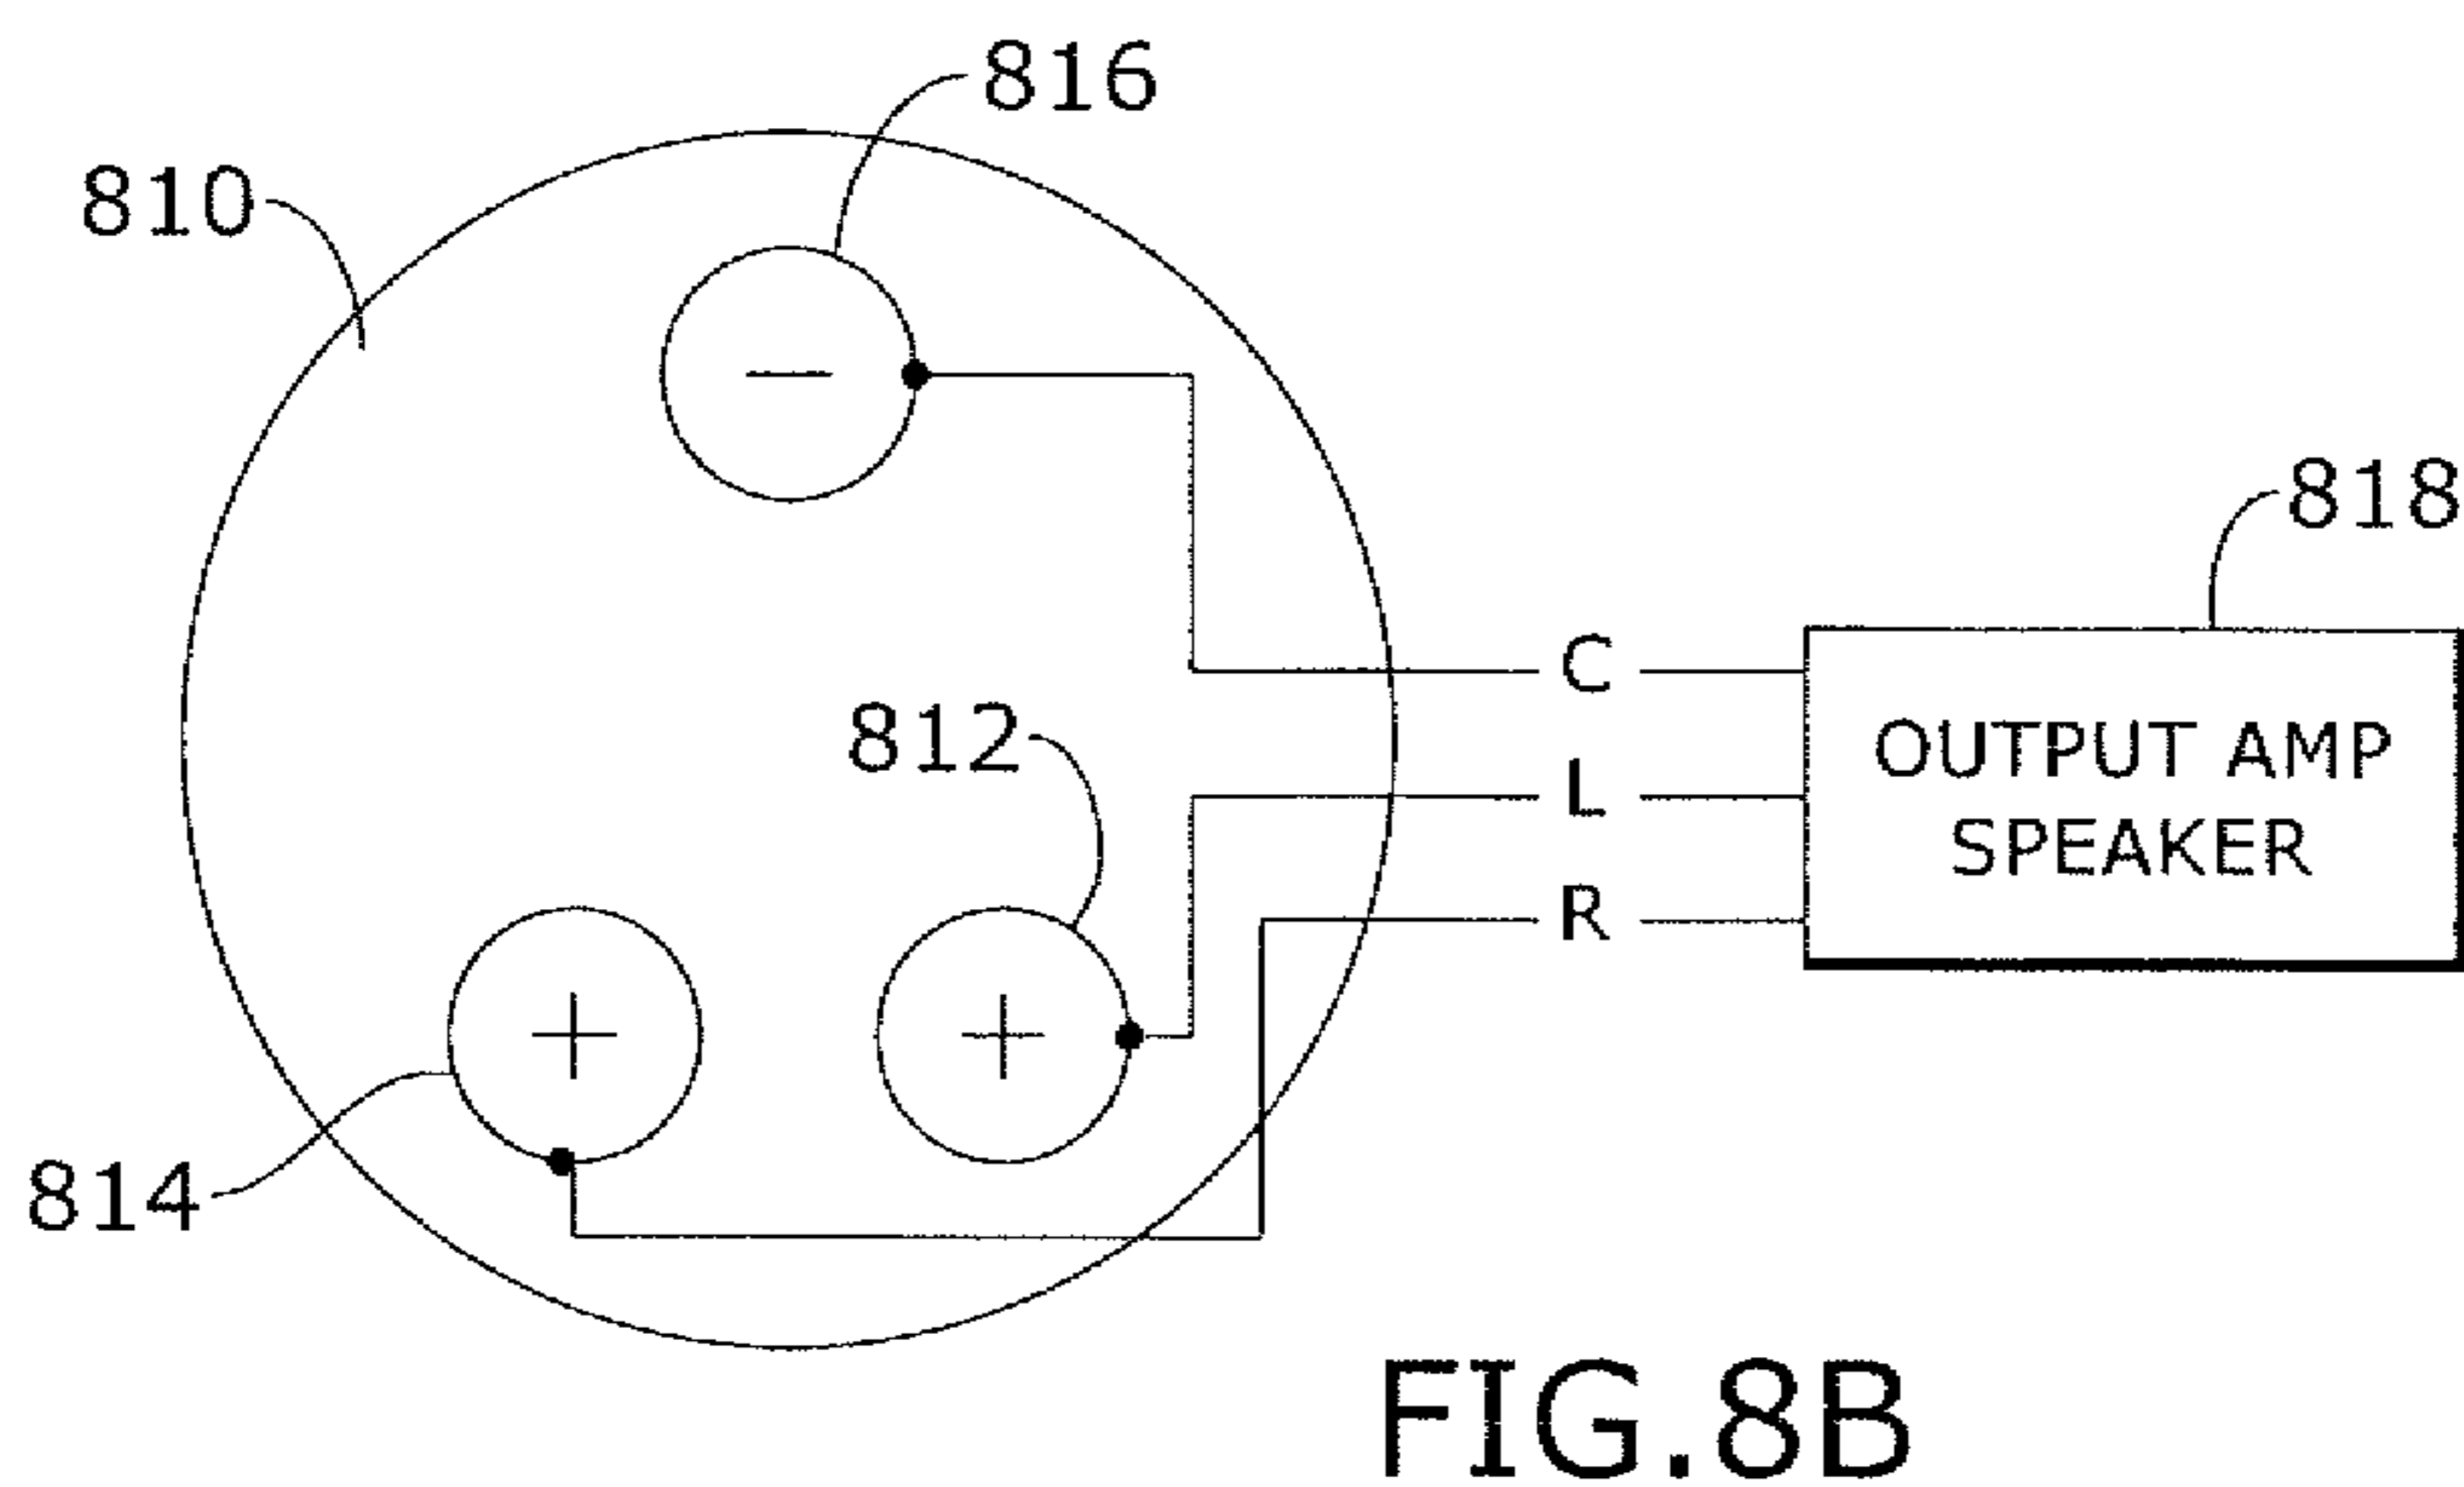 816
810
818
C
812
L
OUTPUT AMP
SPEAKER
R
+
+
814
FIG.8B